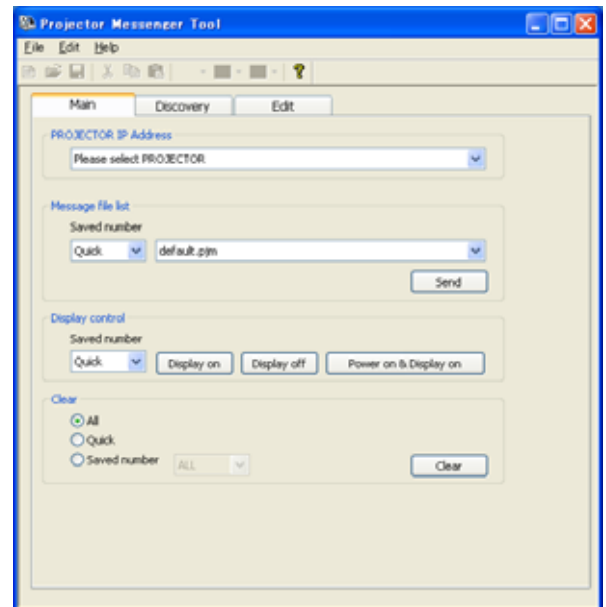 Projector Messenger Tool
File Edit Help
Main Discovery Edit
PROJECTOR IP Address
Please select PROJECTOR
Message file list
Saved number
Quick default.pjm
Send
Display control
Saved number
Quick Display on Display off Power on & Display on
Clear
All
Quick
Saved number ALL
Clear